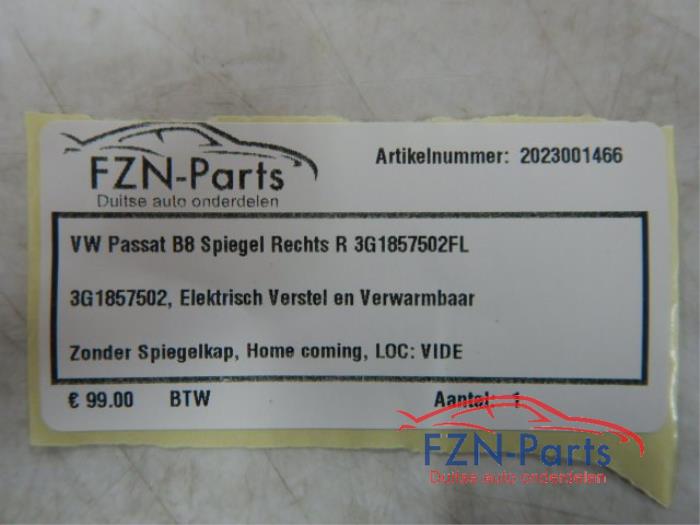 FZN-Parts
Duitse auto onderdelen
Artikelnummer: 2023001466
VW Passat B8 Spiegel Rechts R 3G1857502FL
3G1857502, Elektrisch Verstel en Verwarmbaar
Zonder Spiegelkap, Home coming, LOC: VIDE
€ 99.00 BTW Aantal: 1
FZN-Parts
Duitse auto onderdelen